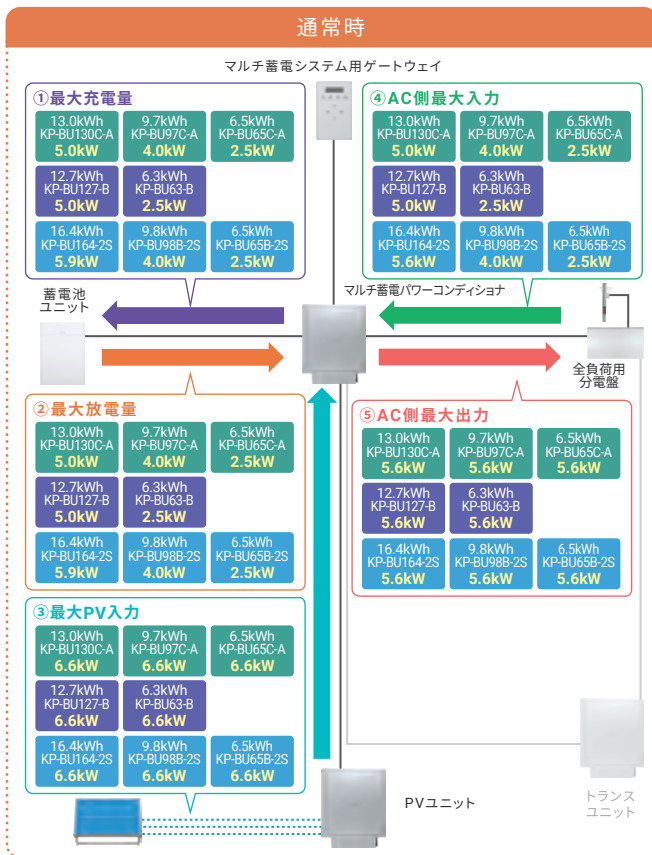 通常時
マルチ蓄電システム用ゲートウェイ
①最大充電量
13.0kWh 9.7kWh 6.5kWh
KP-BU130C-A KP-BU97C-A KP-BU65C-A
5.0kW 4.0kW 2.5kW
12.7kWh 6.3kWh
KP-BU127-B KP-BU63-B
5.0kW 2.5kW
16.4kWh 9.8kWh 6.5kWh
KP-BU164-2S KP-BU98B-2S KP-BU65B-2S
5.9kW 4.0kW 2.5kW
④AC側最大入力
13.0kWh 9.7kWh 6.5kWh
KP-BU130C-A KP-BU97C-A KP-BU65C-A
5.0kW 4.0kW 2.5kW
12.7kWh 6.3kWh
KP-BU127-B KP-BU63-B
5.0kW 2.5kW
16.4kWh 9.8kWh 6.5kWh
KP-BU164-2S KP-BU98B-2S KP-BU65B-2S
5.6kW 4.0kW 2.5kW
蓄電池
ユニット
マルチ蓄電パワーコンディショナ
全負荷用
分電盤
②最大放電量
13.0kWh 9.7kWh 6.5kWh
KP-BU130C-A KP-BU97C-A KP-BU65C-A
5.0kW 4.0kW 2.5kW
12.7kWh 6.3kWh
KP-BU127-B KP-BU63-B
5.0kW 2.5kW
16.4kWh 9.8kWh 6.5kWh
KP-BU164-2S KP-BU98B-2S KP-BU65B-2S
5.9kW 4.0kW 2.5kW
⑤AC側最大出力
13.0kWh 9.7kWh 6.5kWh
KP-BU130C-A KP-BU97C-A KP-BU65C-A
5.6kW 5.6kW 5.6kW
12.7kWh 6.3kWh
KP-BU127-B KP-BU63-B
5.6kW 5.6kW
16.4kWh 9.8kWh 6.5kWh
KP-BU164-2S KP-BU98B-2S KP-BU65B-2S
5.6kW 5.6kW 5.6kW
③最大PV入力
13.0kWh 9.7kWh 6.5kWh
KP-BU130C-A KP-BU97C-A KP-BU65C-A
6.6kW 6.6kW 6.6kW
12.7kWh 6.3kWh
KP-BU127-B KP-BU63-B
6.6kW 6.6kW
16.4kWh 9.8kWh 6.5kWh
KP-BU164-2S KP-BU98B-2S KP-BU65B-2S
6.6kW 6.6kW 6.6kW
PVユニット
トランス
ユニット